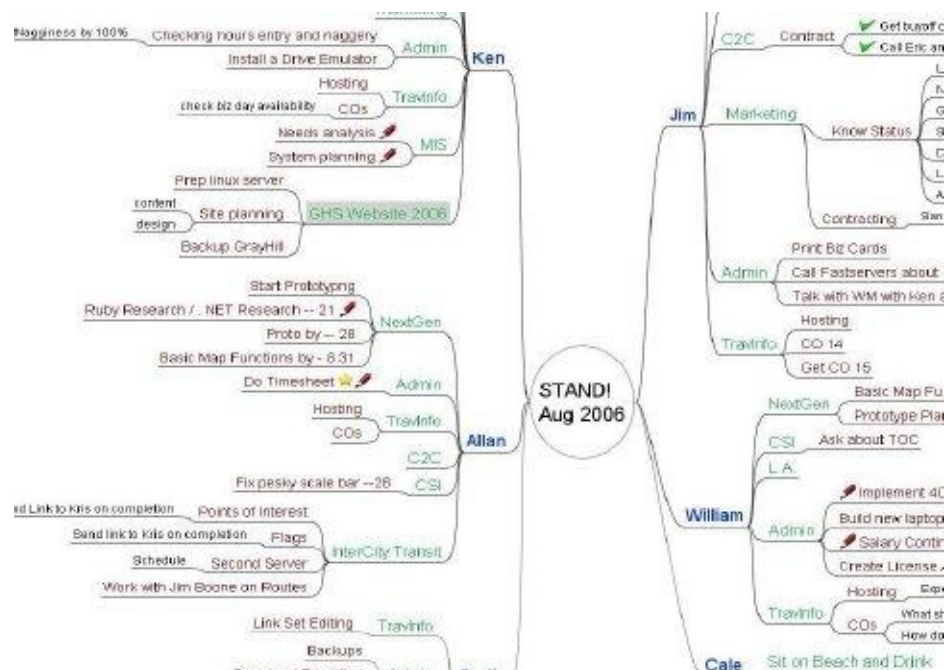 Nagginess by 100%
Checking hours entry and naggery
Install a Drive Emulator
Admin
Ken
Hosting
check biz day availability
COs
TravInfo
Needs analysis
System planning
MIS
Prep linux server
content
design
Site planning
Backup GrayHill
GHS Website 2006
Start Prototypng
Ruby Research / . NET Research -- 21
Proto by -- 28
Basic Map Functions by - 8.31
NextGen
Do Timesheet
Admin
Hosting
COs
TravInfo
Allan
C2C
Fix pesky scale bar --26
CSI
Link to Kris on completion
Points of Interest
Send link to Kris on completion
Flags
InterCity Transit
Schedule
Second Server
Work with Jim Boone on Routes
Link Set Editing
TravInfo
Backups
STAND!
Aug 2006
C2C
Contract
Get buyoff
Call Eric
Jim
Marketing
Know Status
Contracting
Admin
Print Biz Cards
Call Fastservers about
Talk with WM with Ken
TravInfo
Hosting
CO 14
Get CO 15
NextGen
Basic Map
Prototype
CSI
Ask about TOC
L.A.
William
Admin
Implement
Build new laptop
Salary
Create License
TravInfo
Hosting
COs
What
How
Cale
Sit on Beach and Drink